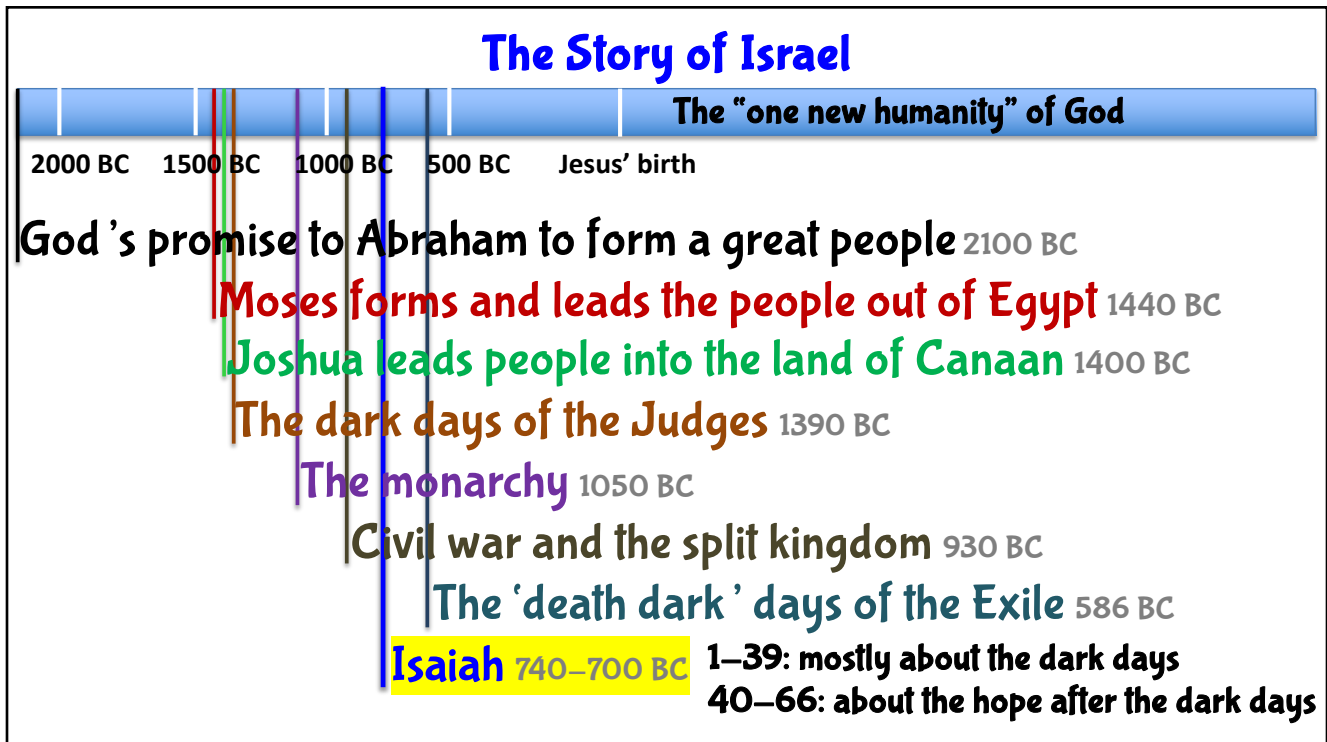 The Story of Israel
The “one new humanity” of God
2000 BC 1500 BC 1000 BC 500 BC Jesus’ birth
God ’s promise to Abraham to form a great people 2100 BC
Moses forms and leads the people out of Egypt 1440 BC
Joshua leads people into the land of Canaan 1400 BC
The dark days of the Judges 1390 BC
The monarchy 1050 BC
Civil war and the split kingdom 930 BC
The ‘death dark ’ days of the Exile 586 BC
Isaiah 740–700 BC
1–39: mostly about the dark days
40–66: about the hope after the dark days